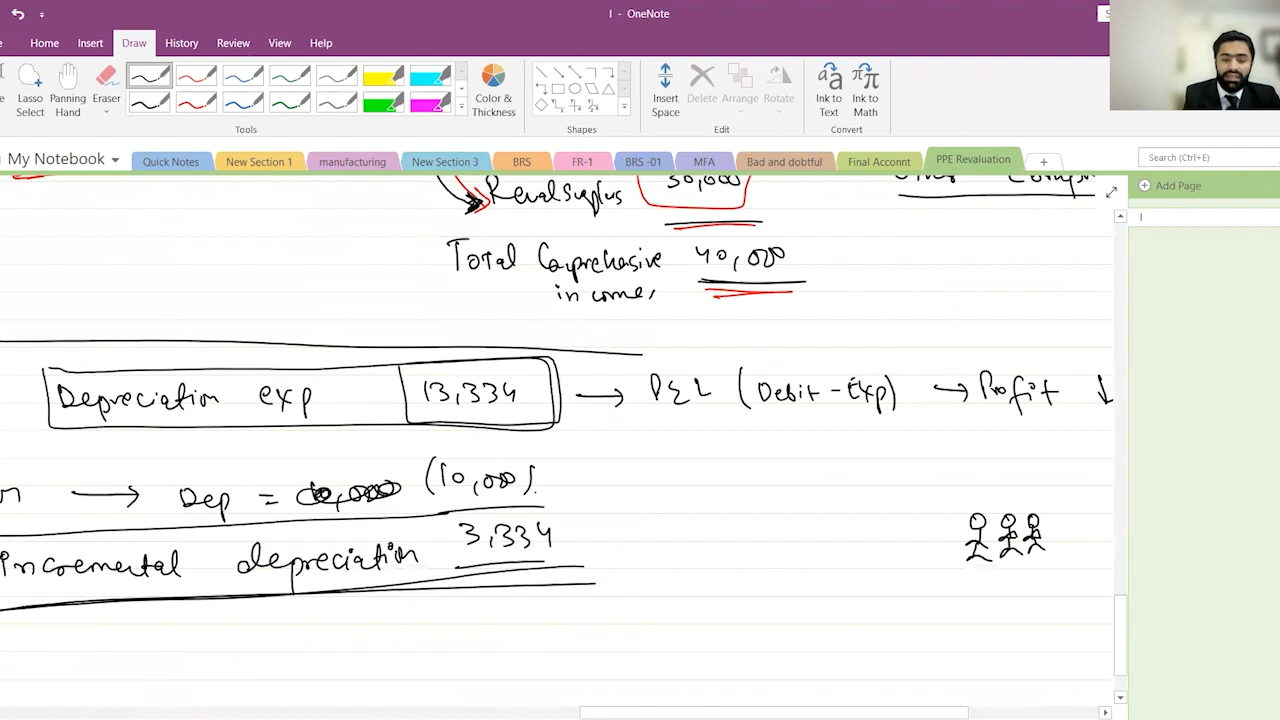 I - OneNote
Home Insert Draw History Review View Help
Lasso Select
Panning Hand
Eraser
Insert Space
Delete Arrange Rotate
Color & Thickness
Ink to Text
Ink to Math
Tools Shapes Edit Convert
My Notebook Quick Notes New Section 1 manufacturing New Section 3 BRS FR-1 BRS -01 MFA Bad and doubtful Final Acconnt PPE Revaluation + Search (Ctrl+E)
Add Page
I
Reval Surplus 30,000
Total Comprehensive 40,000
income,
Depreciation exp 13,334 → P&L (Debit - Exp) → Profit ↓
→ Dep = (10,000).
incremental depreciation 3,334